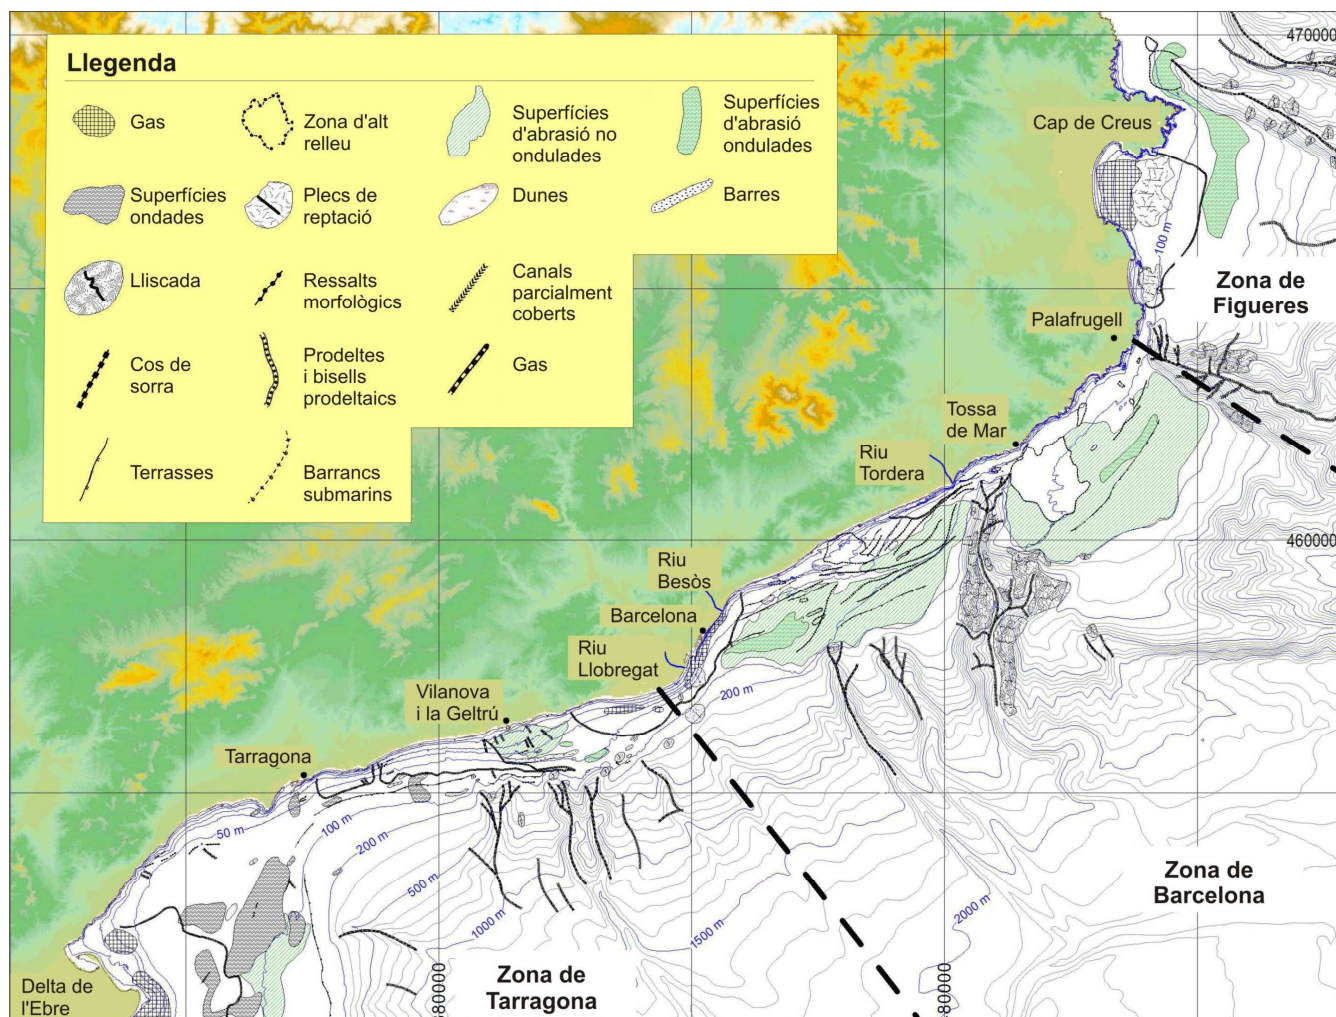 Llegenda
Gas
Zona d'alt
relleu
Superfícies
d'abrasió no
ondulades
Superfícies
d'abrasió
ondulades
Superfícies
ondades
Plecs de
reptació
Dunes
Barres
Lliscada
Ressalts
morfològics
Canals
parcialment
coberts
Cos de
sorra
Prodeltes
i bisells
prodeltaics
Gas
Terrasses
Barrancs
submarins
470000
Cap de Creus
100 m
Zona de
Figueres
Palafrugell
Tossa
de Mar
Riu
Tordera
460000
Riu
Besòs
Barcelona
Riu
Llobregat
200 m
Vilanova
i la Geltrú
Tarragona
50 m
100 m
200 m
500 m
1000 m
1500 m
2000 m
Zona de
Barcelona
Zona de
Tarragona
80000
800000
Delta de
l'Ebre